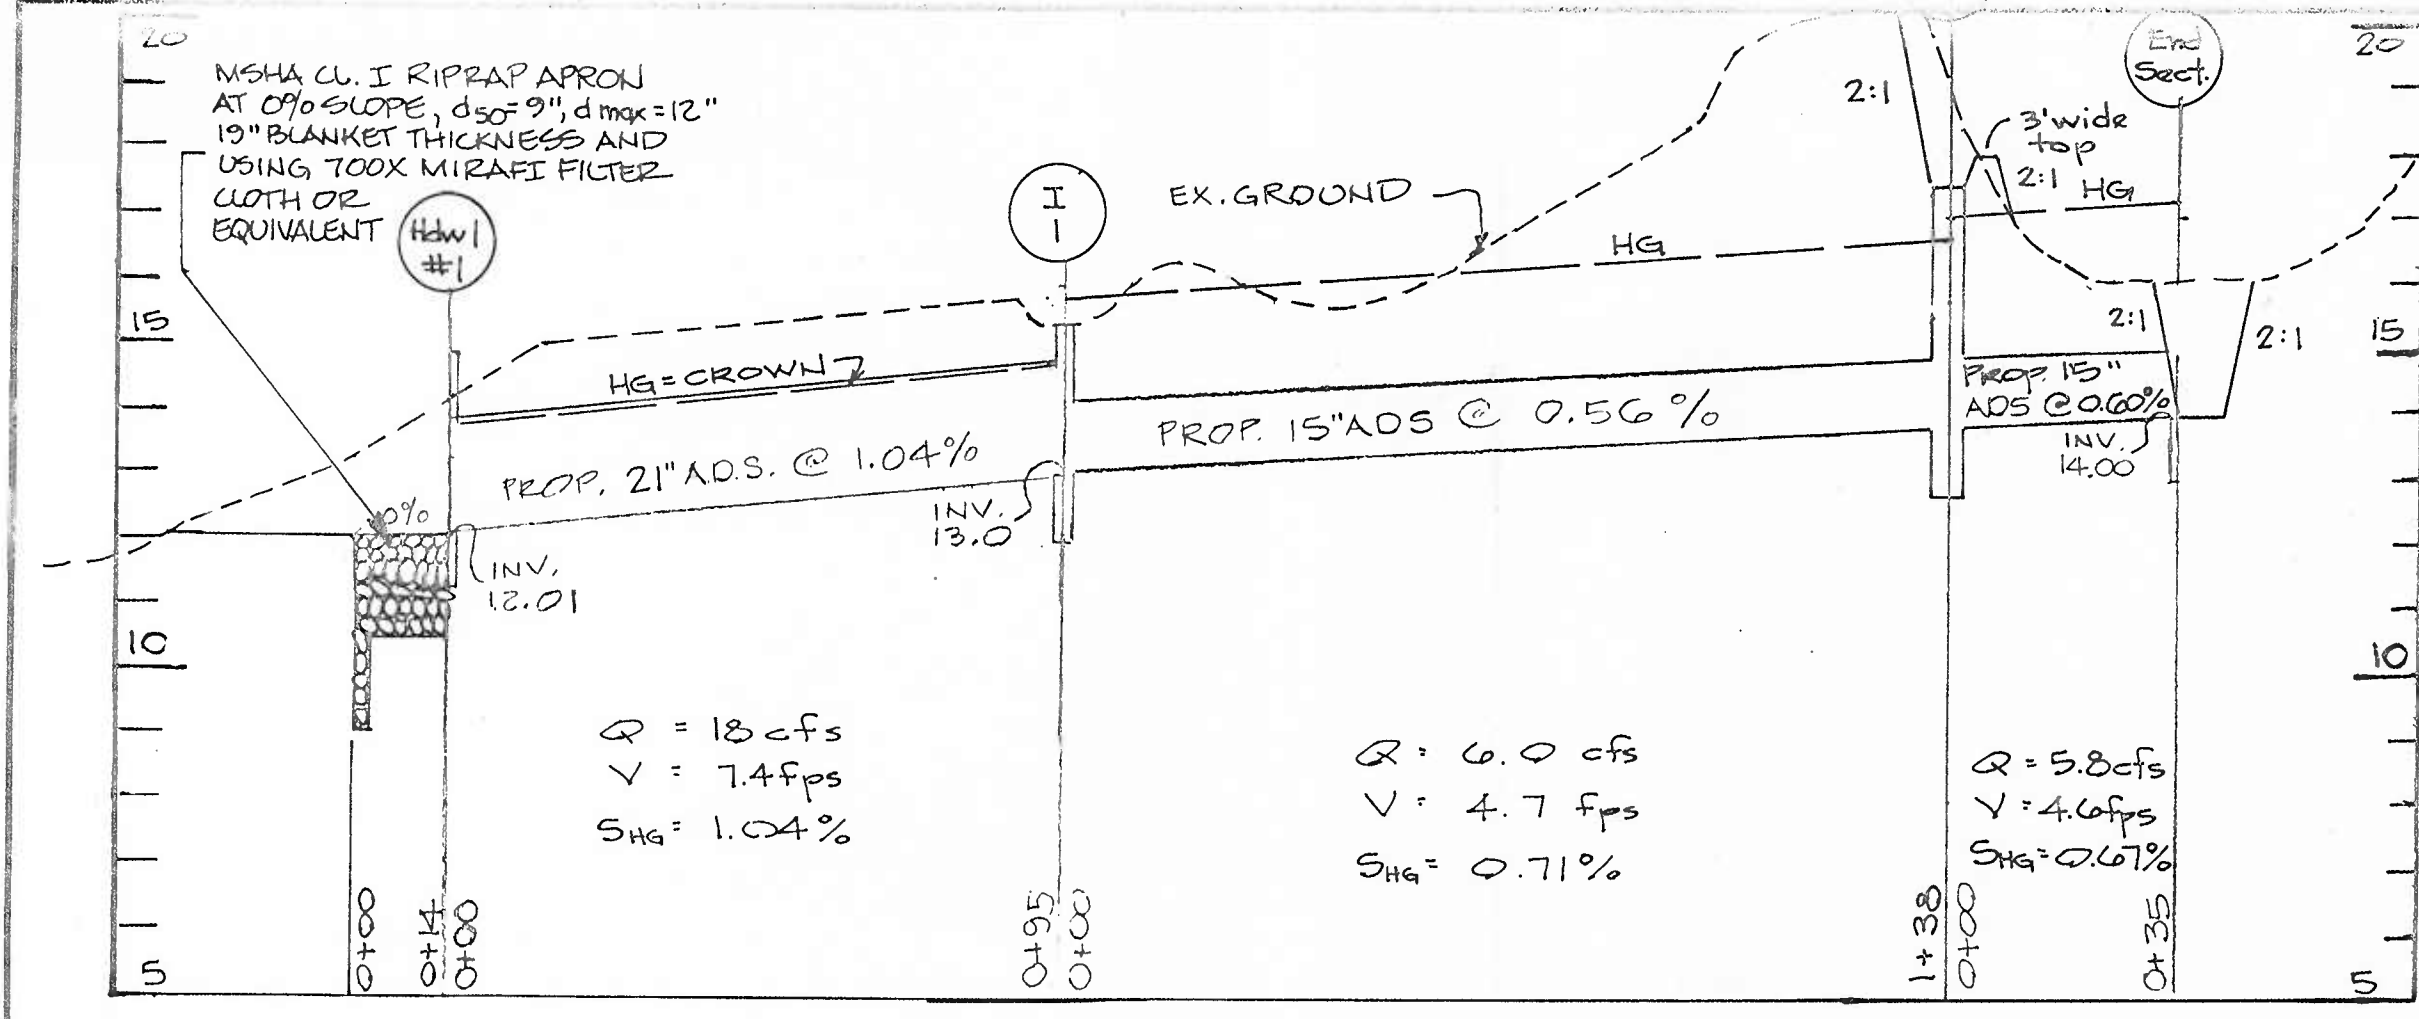 20
MSHA CL. I RIPRAP APRON
AT 0% SLOPE, d50=9", d max=12"
19" BLANKET THICKNESS AND
USING 700X MIRAFI FILTER
CLOTH OR
EQUIVALENT
Hdwl
#1
I
1
EX. GROUND
HG
2:1
3' wide
top
2:1
HG
End
Sect.
20
15
HG=CROWN
PROP. 21" A.D.S. @ 1.04%
PROP. 15" ADS @ 0.56%
PROP. 15"
ADS @ 0.60%
2:1
2:1
15
INV.
14.00
0%
INV.
12.01
INV.
13.0
10
10
Q = 18 cfs
V = 7.4 fps
SHG = 1.04%
Q = 6.0 cfs
V = 4.7 fps
SHG = 0.71%
Q = 5.8 cfs
V = 4.6 fps
SHG = 0.67%
5
0+00
0+14
0+00
0+95
0+00
1+38
0+00
0+35
5